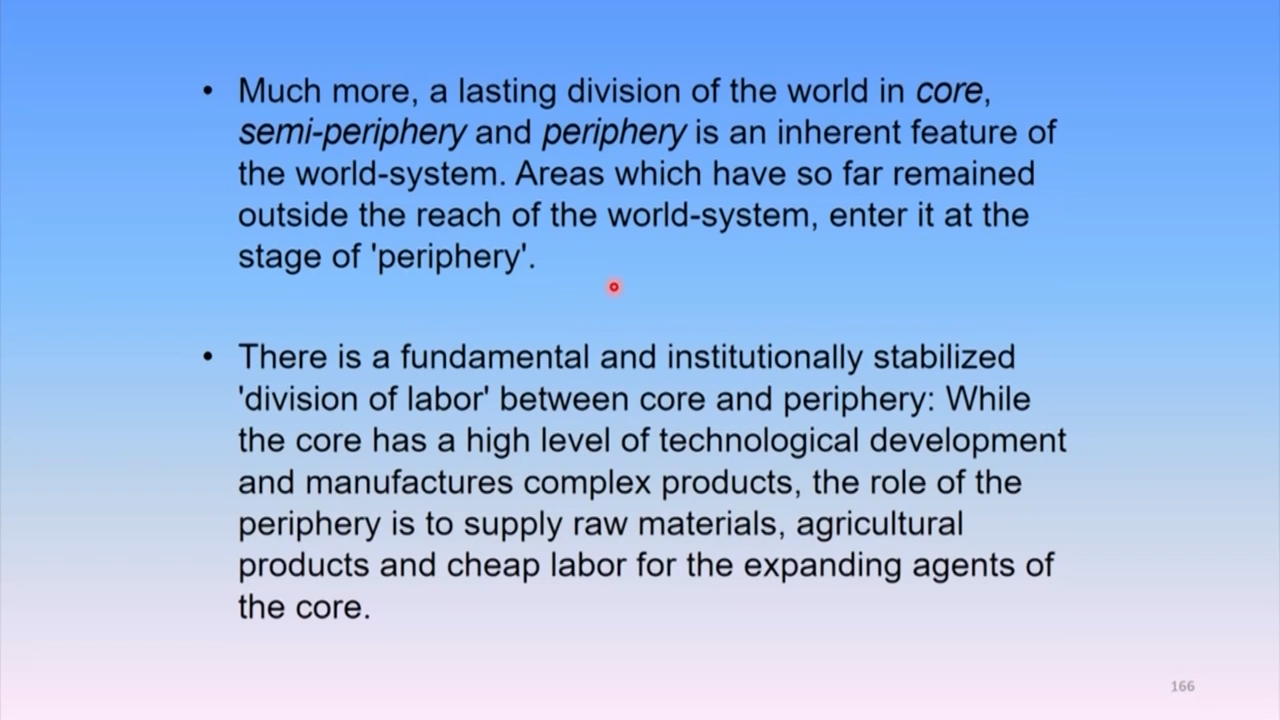 • Much more, a lasting division of the world in core,
semi-periphery and periphery is an inherent feature of
the world-system. Areas which have so far remained
outside the reach of the world-system, enter it at the
stage of 'periphery'.
• There is a fundamental and institutionally stabilized
'division of labor' between core and periphery: While
the core has a high level of technological development
and manufactures complex products, the role of the
periphery is to supply raw materials, agricultural
products and cheap labor for the expanding agents of
the core.
166